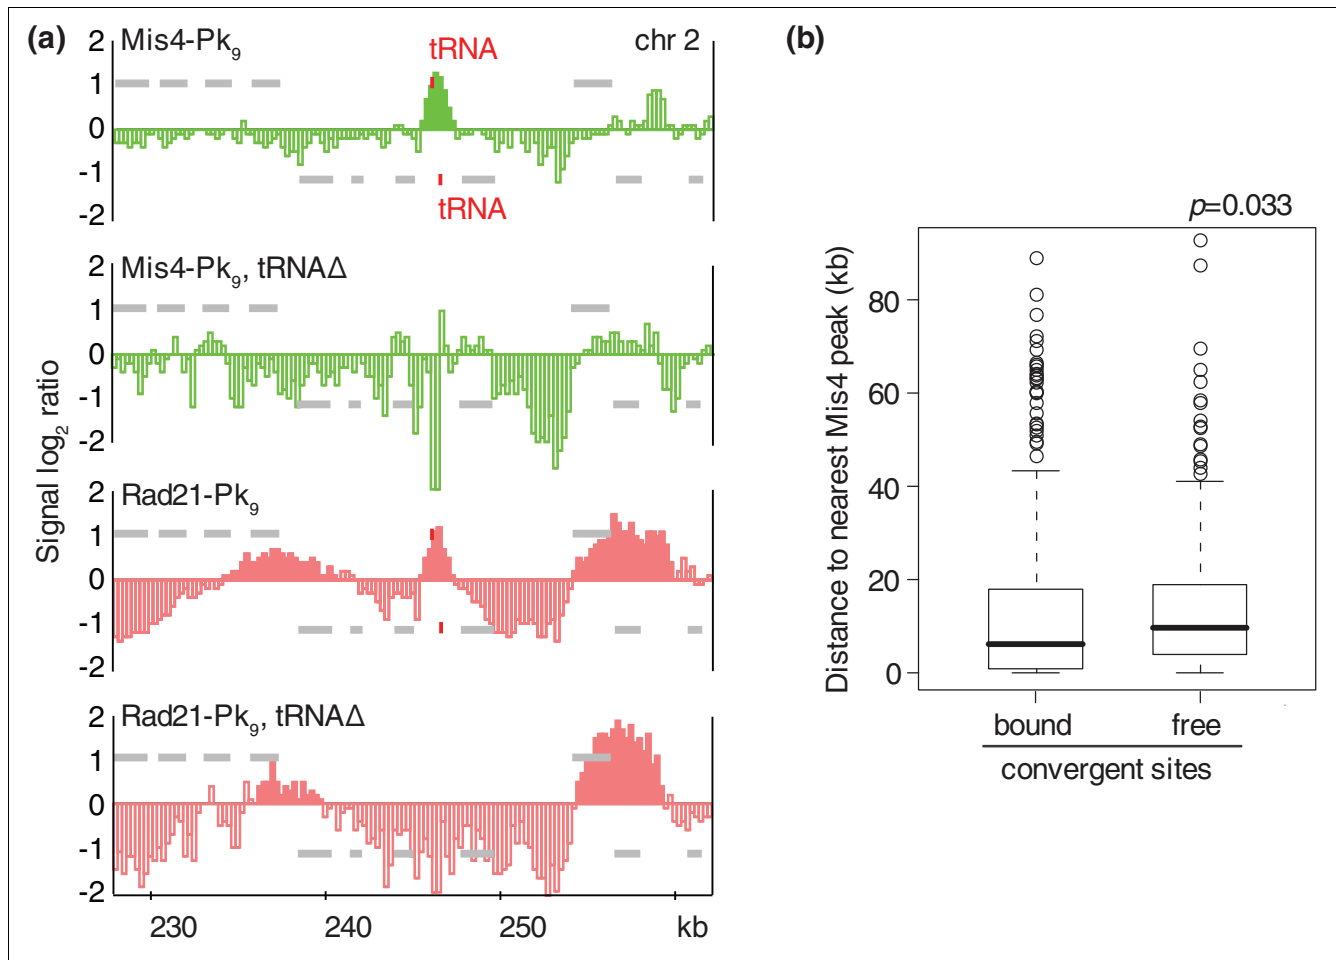 (a)
Mis4-Pk9
chr 2
tRNA
2
1
0
-1
-2
tRNA
Mis4-Pk9, tRNAΔ
2
1
0
-1
-2
Rad21-Pk9
2
1
0
-1
-2
Rad21-Pk9, tRNAΔ
2
1
0
-1
-2
Signal log2 ratio
230 240 250 kb
(b)
p=0.033
Distance to nearest Mis4 peak (kb)
80
60
40
20
0
bound free
convergent sites